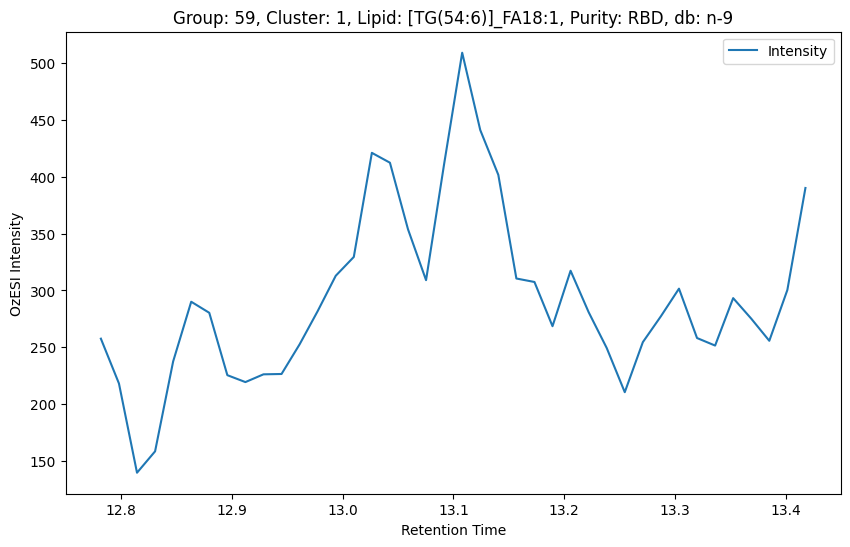 Group: 59, Cluster: 1, Lipid: [TG(54:6)]_FA18:1, Purity: RBD, db: n-9
Intensity
500
450
400
350
300
250
200
150
OzESI Intensity
12.8 12.9 13.0 13.1 13.2 13.3 13.4
Retention Time